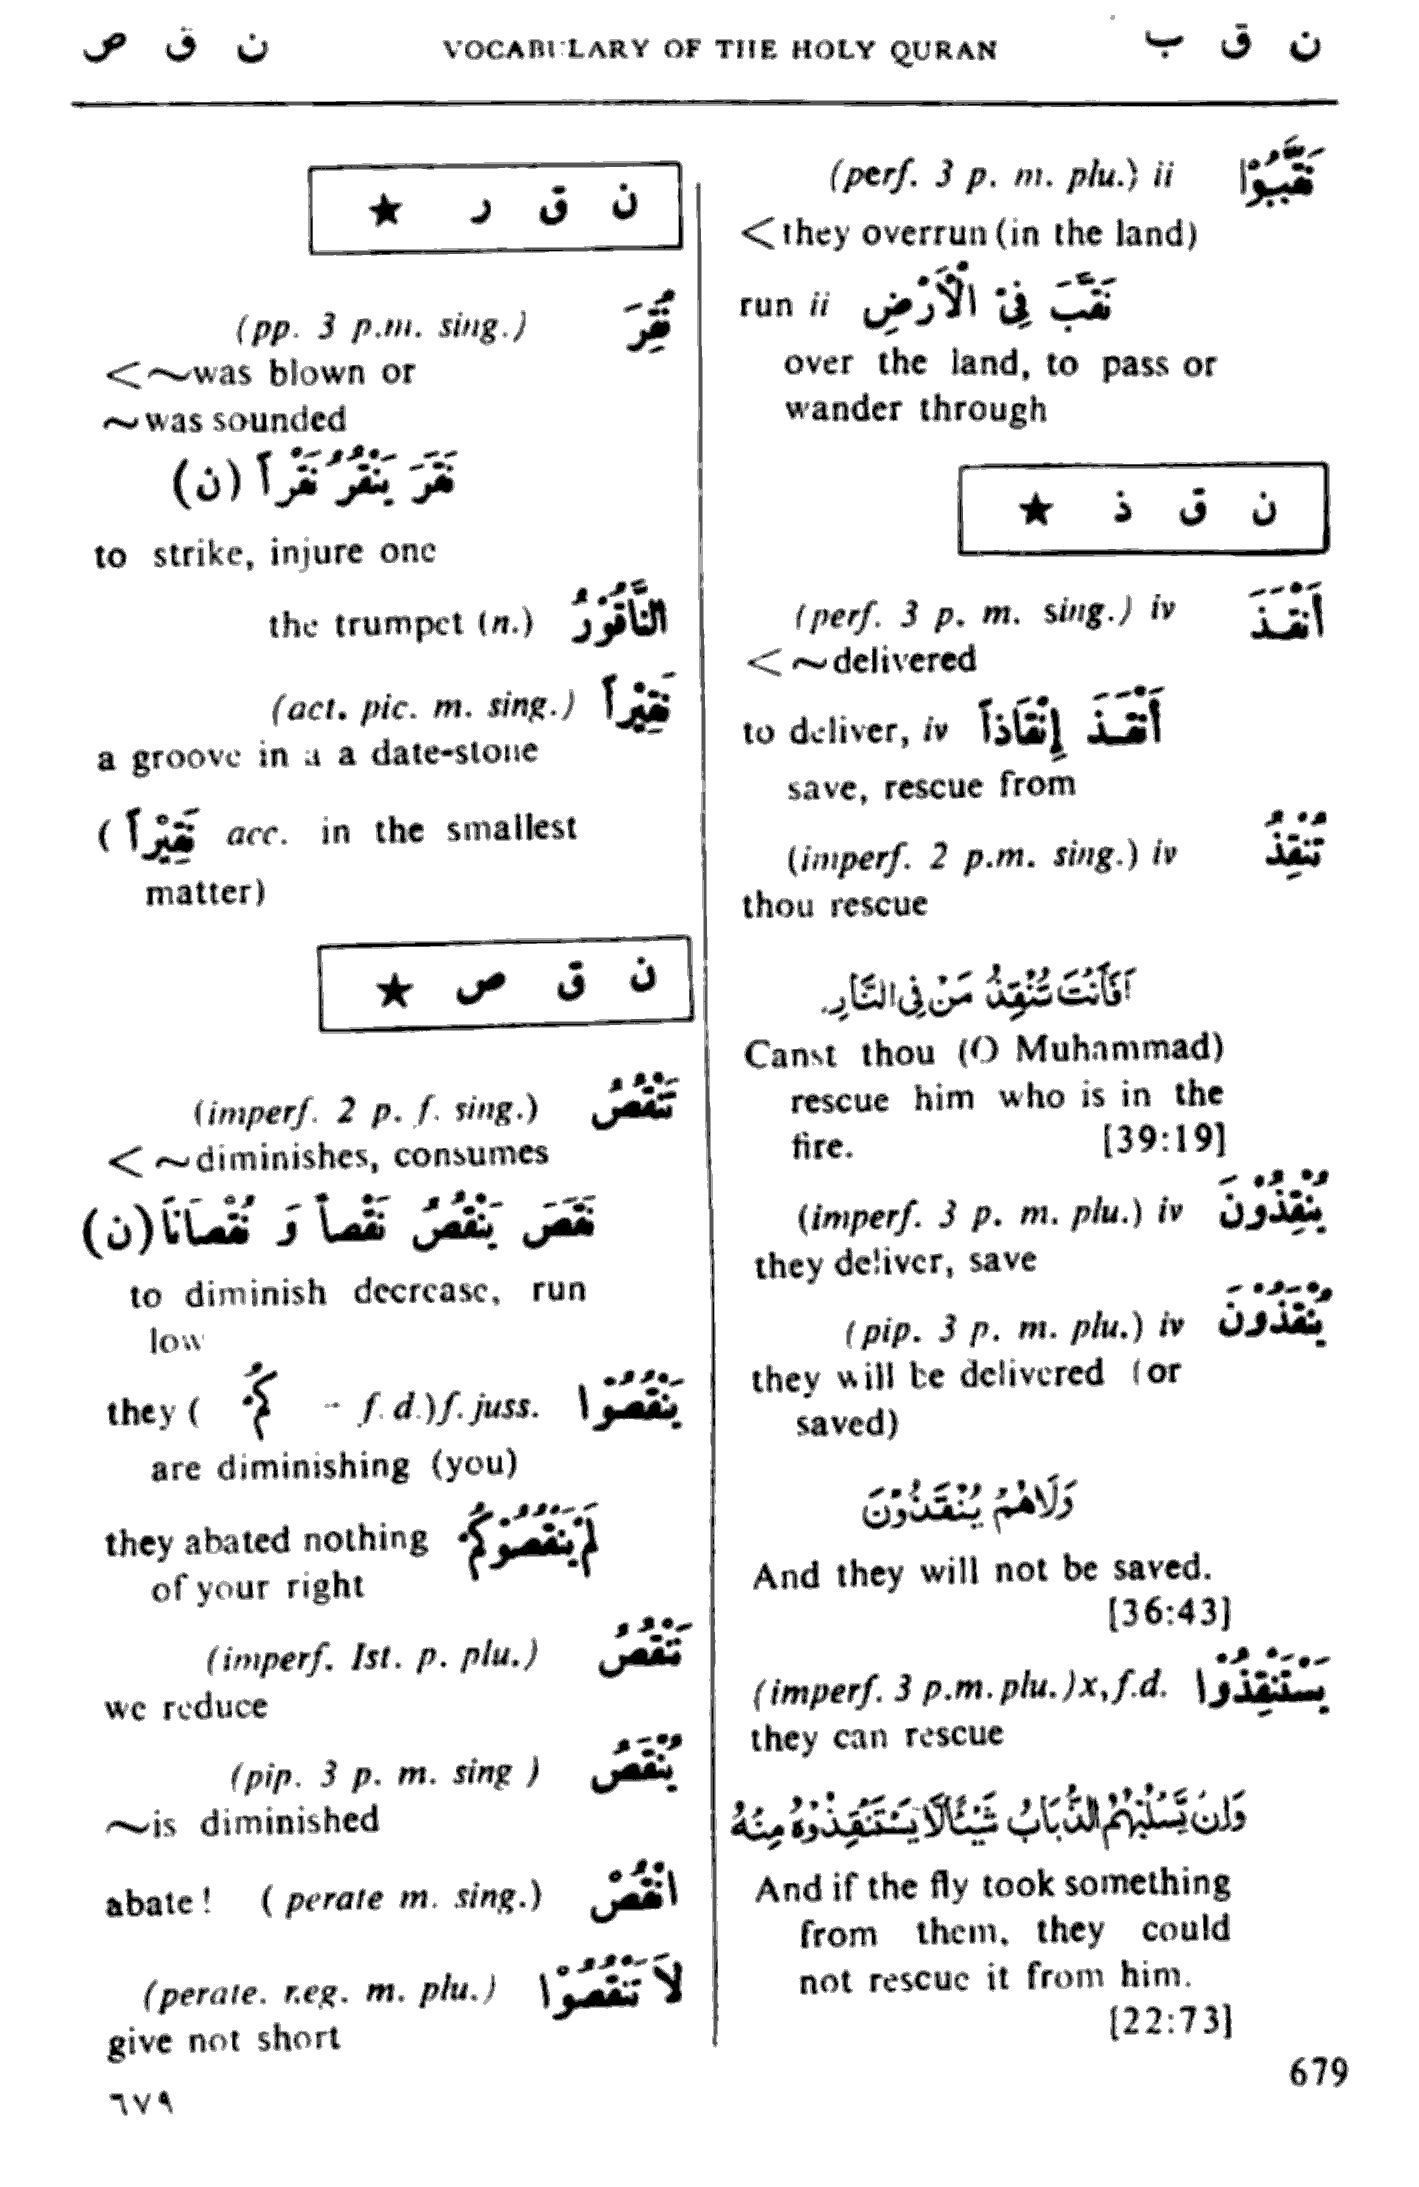 ن ق ص VOCABULARY OF THE HOLY QURAN ن ق ب
(perf. 3 p. m. plu.) ii نَقَّبُوْا
<they overrun (in the land)
run ii نَقَّبَ فِيْ الْاَرْضِ
over the land, to pass or
wander through
ن ق ذ ★
(perf. 3 p. m. sing.) iv أَنْقَـذَ
< ~delivered
to deliver, iv أَنْقَـذَ إِنْقَاذاً
save, rescue from
(imperf. 2 p.m. sing.) iv تُنْقِذُ
thou rescue
اَفَاَنْتَ تُنْقِذُ مَنْ فِى النَّارِ.
Canst thou (O Muhammad)
rescue him who is in the
fire. [39:19]
(imperf. 3 p. m. plu.) iv يُنْقِذُوْنَ
they deliver, save
(pip. 3 p. m. plu.) iv يُنْقَذُوْنَ
they will be delivered (or
saved)
وَلَاهُمْ يُنْقَذُوْنَ
And they will not be saved.
[36:43]
(imperf. 3 p.m. plu.)x, f.d. يَسْتَنْقِذُوْا
they can rescue
وَاِنْ يَّسْلُبْهُمُ الذُّبَابُ شَيْئًا لَّا يَسْتَنْقِذُوْهُ مِنْهُ
And if the fly took something
from them, they could
not rescue it from him.
[22:73]
ن ق ر ★
(pp. 3 p.m. sing.) نُقِرَ
<~was blown or
~was sounded
نَقَرَ يَنْقُرُ نَقْراً (ن)
to strike, injure one
the trumpet (n.) النَّاقُوْرُ
(act. pic. m. sing.) نَقِيْراً
a groove in a a date-stone
( نَقِيْراً acc. in the smallest
matter)
ن ق ص ★
(imperf. 2 p. f. sing.) تَنْقُصُ
< ~diminishes, consumes
نَقَصَ يَنْقُصُ نَقْصاً وَ نُقْصَاناً (ن)
to diminish decrease, run
low
they ( كُمْ - f. d.) f. juss. يَنْقُصُوْا
are diminishing (you)
they abated nothing لَمْ يَنْقُصُوْكُمْ
of your right
(imperf. Ist. p. plu.) نَنْقُصُ
we reduce
(pip. 3 p. m. sing ) يُنْقَصُ
~is diminished
abate ! ( perate m. sing.) انْقُصْ
(perate. neg. m. plu.) لاَ تَنْقُصُوْا
give not short
679
٦٧٩